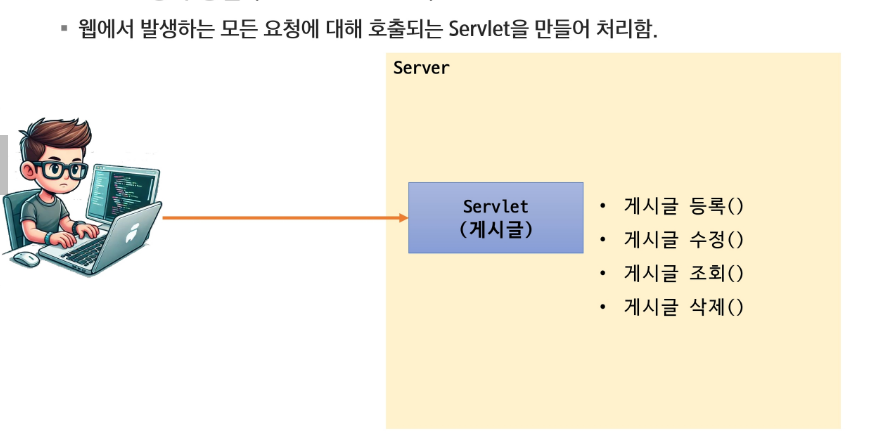 웹에서 발생하는 모든 요청에 대해 호출되는 Servlet을 만들어 처리함.
Server
Servlet
(게시글)
• 게시글 등록()
• 게시글 수정()
• 게시글 조회()
• 게시글 삭제()